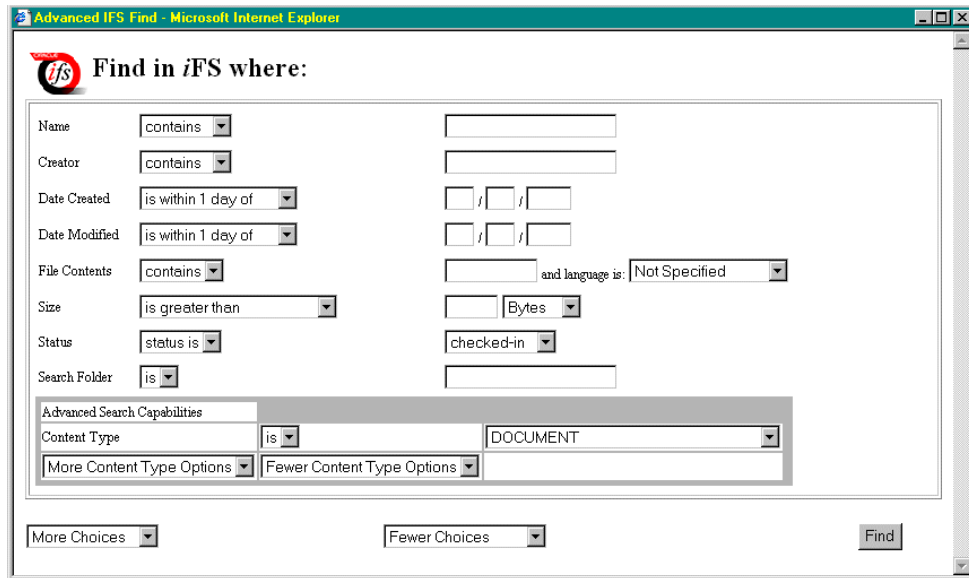 Advanced IFS Find - Microsoft Internet Explorer
ORACLE
ifs
Find in iFS where:
Name contains
Creator contains
Date Created is within 1 day of / /
Date Modified is within 1 day of / /
File Contents contains and language is: Not Specified
Size is greater than Bytes
Status status is checked-in
Search Folder is
Advanced Search Capabilities
Content Type is DOCUMENT
More Content Type Options Fewer Content Type Options
More Choices Fewer Choices Find